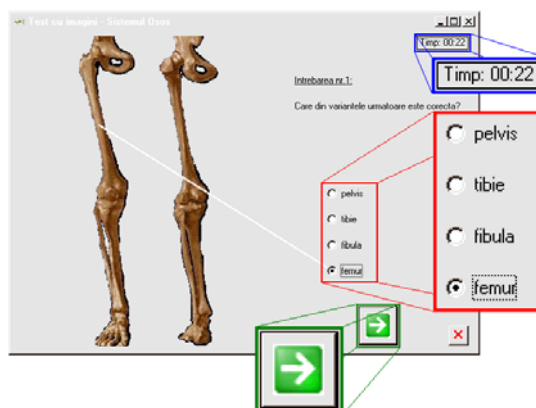 Test cu imagini - Sistemul Osos
Timp: 00:22
Timp: 00:22
Intrebarea nr.1:
Care din variantele urmatoare este corecta?
pelvis
tibie
fibula
femur
pelvis
tibie
fibula
femur